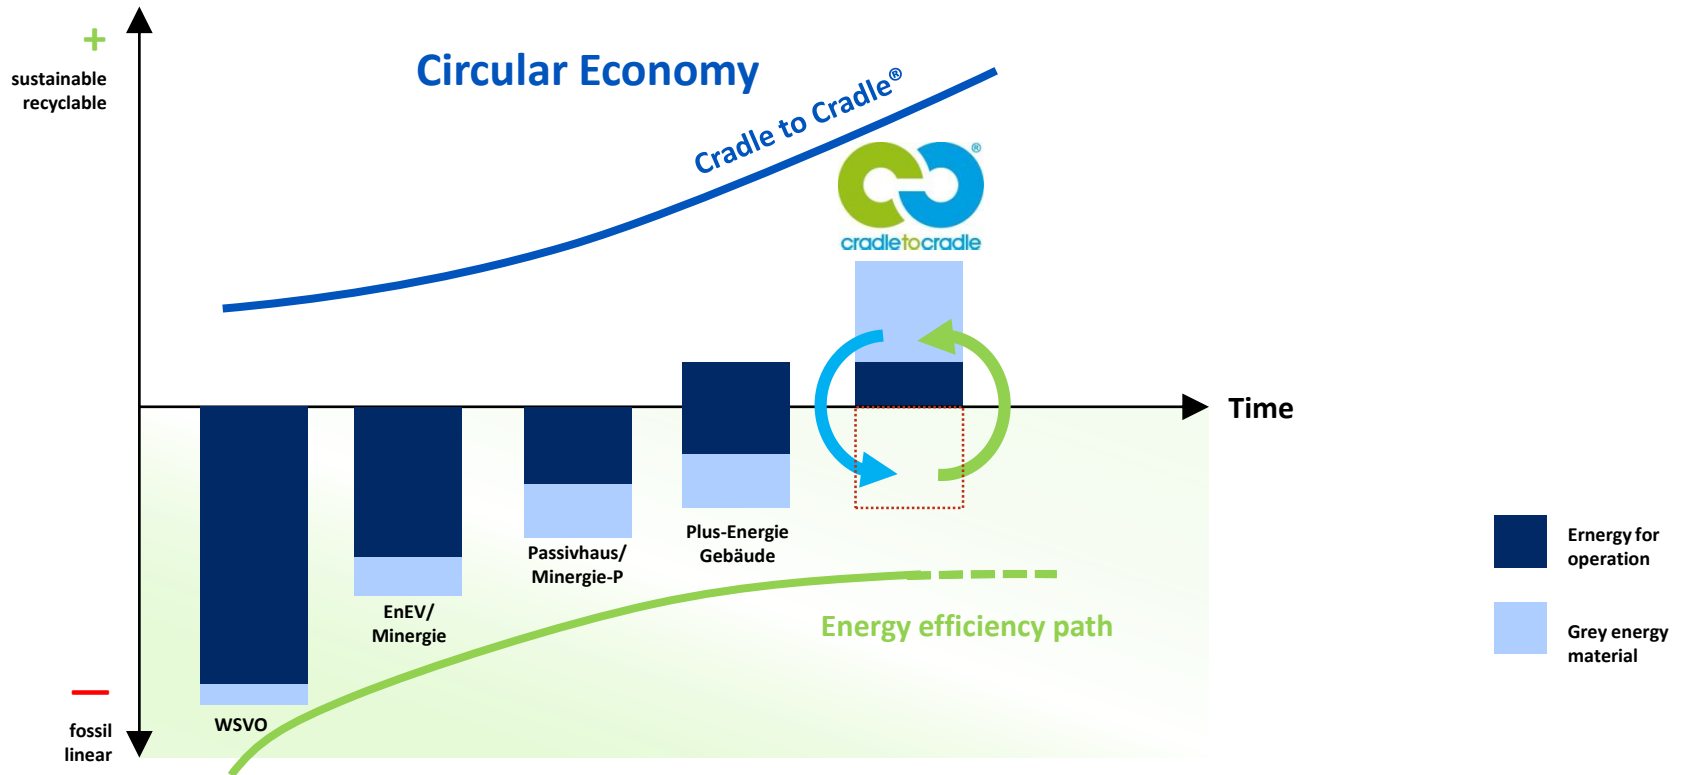 +
sustainable
recyclable
Circular Economy
Cradle to Cradle®
®
cradletocradle
Time
Plus-Energie
Gebäude
Passivhaus/
Minergie-P
EnEV/
Minergie
WSVO
Energy efficiency path
—
fossil
linear
Ernergy for
operation
Grey energy
material